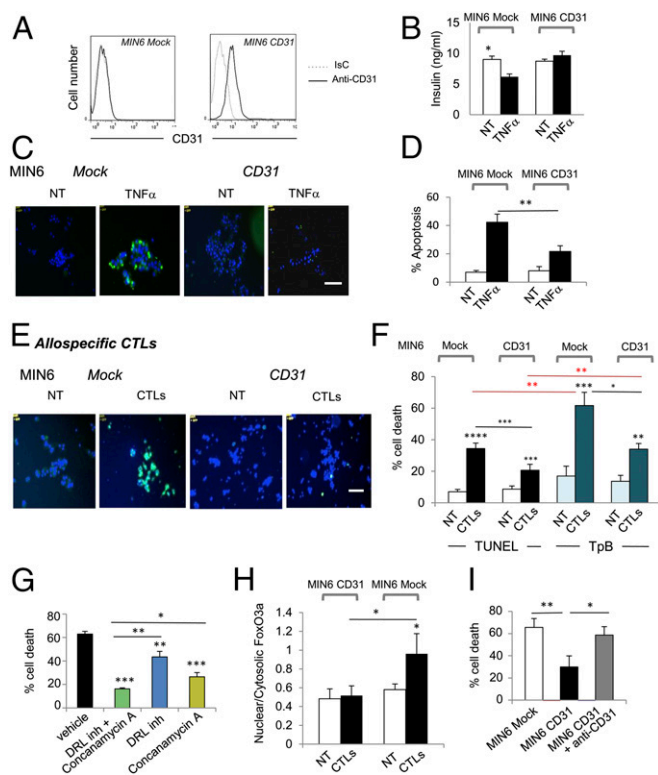 A
MIN6 Mock
MIN6 CD31
Cell number
IsC
Anti-CD31
CD31
B
MIN6 Mock MIN6 CD31
Insulin (ng/ml)
15
10
5
0
*
NT
TNFα
NT
TNFα
C
MIN6 Mock CD31
NT TNFα NT TNFα
D
MIN6 Mock MIN6 CD31
% Apoptosis
60
40
20
0
**
NT
TNFα
NT
TNFα
E Allospecific CTLs
MIN6 Mock CD31
NT CTLs NT CTLs
F
MIN6 Mock CD31 Mock CD31
% cell death
80
60
40
20
0
**
**
***
*
***
****
***
**
NT
CTLs
NT
CTLs
NT
CTLs
NT
CTLs
TUNEL TpB
G
% cell death
80
60
40
20
0
*
**
***
**
***
vehicle
DRL inh +
Concanamycin A
DRL inh
Concanamycin A
H
MIN6 CD31 MIN6 Mock
Nuclear/Cytosolic FoxO3a
1.4
1.2
1
0.8
0.6
0.4
0.2
0
*
*
NT
CTLs
NT
CTLs
I
% cell death
80
60
40
20
0
**
*
MIN6 Mock
MIN6 CD31
MIN6 CD31
+ anti-CD31